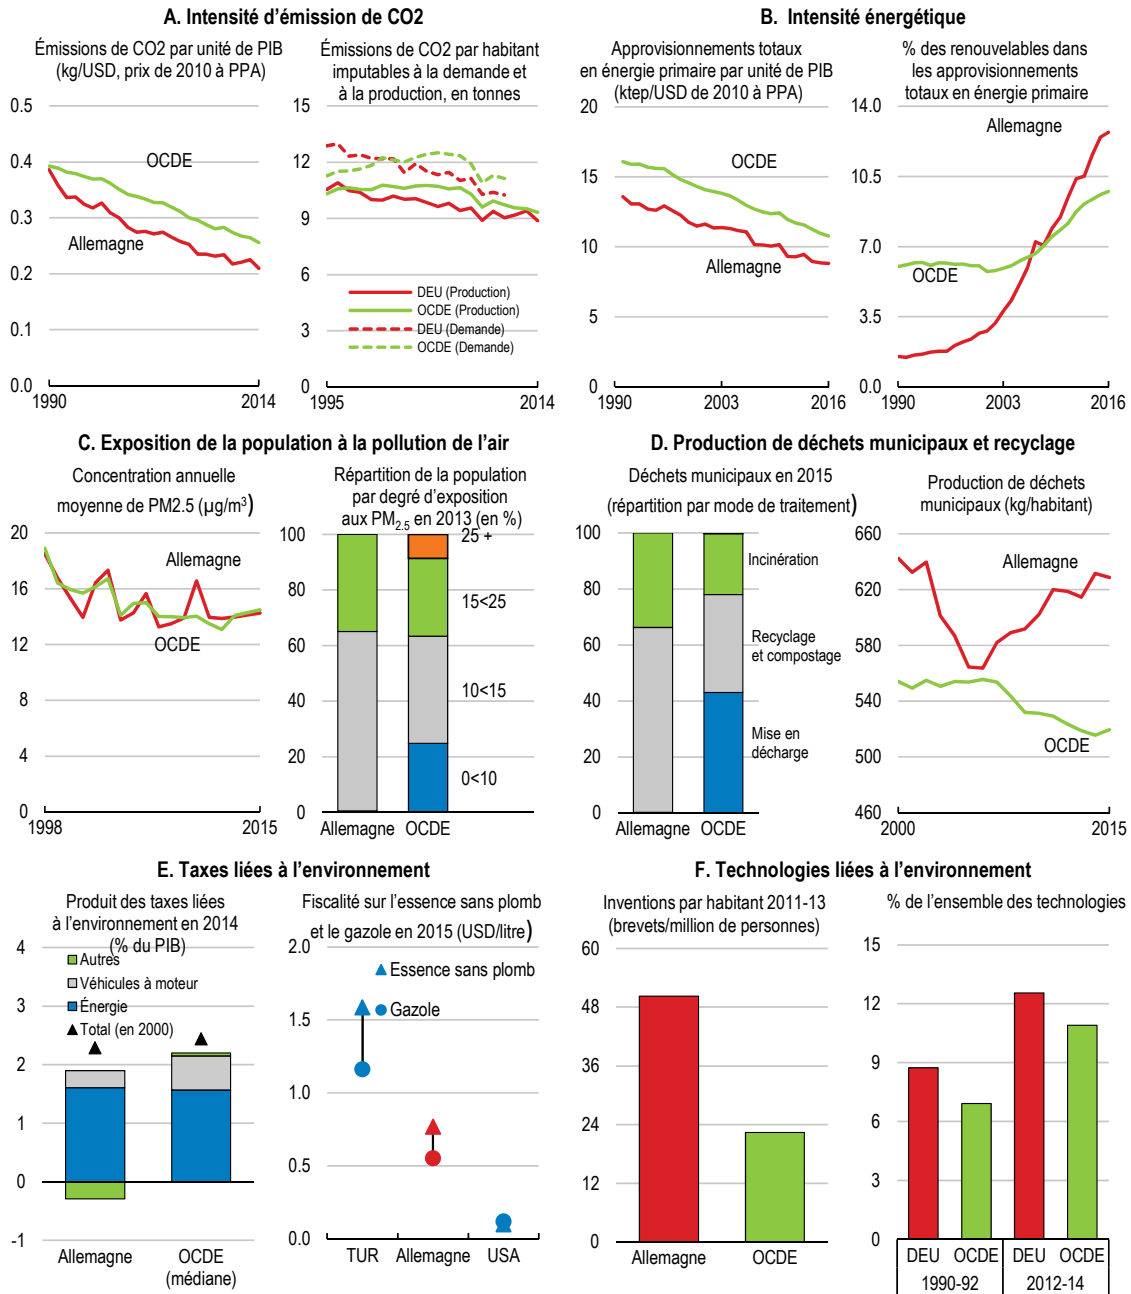 A. Intensité d'émission de CO2
Émissions de CO2 par unité de PIB
(kg/USD, prix de 2010 à PPA)
0.5
0.4
0.3
0.2
0.1
0.0
OCDE
Allemagne
1990
2014
Émissions de CO2 par habitant
imputables à la demande et
à la production, en tonnes
15
12
9
6
3
0
DEU (Production)
OCDE (Production)
DEU (Demande)
OCDE (Demande)
1995
2014
B. Intensité énergétique
Approvisionnements totaux
en énergie primaire par unité de PIB
(ktep/USD de 2010 à PPA)
20
15
10
5
0
OCDE
Allemagne
1990
2003
2016
% des renouvelables dans
les approvisionnements
totaux en énergie primaire
14.0
10.5
7.0
3.5
0.0
Allemagne
OCDE
1990
2003
2016
C. Exposition de la population à la pollution de l'air
Concentration annuelle
moyenne de PM2.5 (µg/m³)
20
16
12
8
4
0
Allemagne
OCDE
1998
2015
Répartition de la population
par degré d'exposition
aux PM2.5 en 2013 (en %)
100
80
60
40
20
0
25 +
15<25
10<15
0<10
Allemagne
OCDE
D. Production de déchets municipaux et recyclage
Déchets municipaux en 2015
(répartition par mode de traitement)
100
80
60
40
20
0
Incinération
Recyclage
et compostage
Mise en
décharge
Allemagne
OCDE
Production de déchets
municipaux (kg/habitant)
660
620
580
540
500
460
Allemagne
OCDE
2000
2015
E. Taxes liées à l'environnement
Produit des taxes liées
à l'environnement en 2014
(% du PIB)
4
3
2
1
0
-1
Autres
Véhicules à moteur
Énergie
Total (en 2000)
Allemagne
OCDE
(médiane)
Fiscalité sur l'essence sans plomb
et le gazole en 2015 (USD/litre)
2.0
1.5
1.0
0.5
0.0
Essence sans plomb
Gazole
TUR
Allemagne
USA
F. Technologies liées à l'environnement
Inventions par habitant 2011-13
(brevets/million de personnes)
60
48
36
24
12
0
Allemagne
OCDE
% de l'ensemble des technologies
15
12
9
6
3
0
DEU
OCDE
DEU
OCDE
1990-92
2012-14